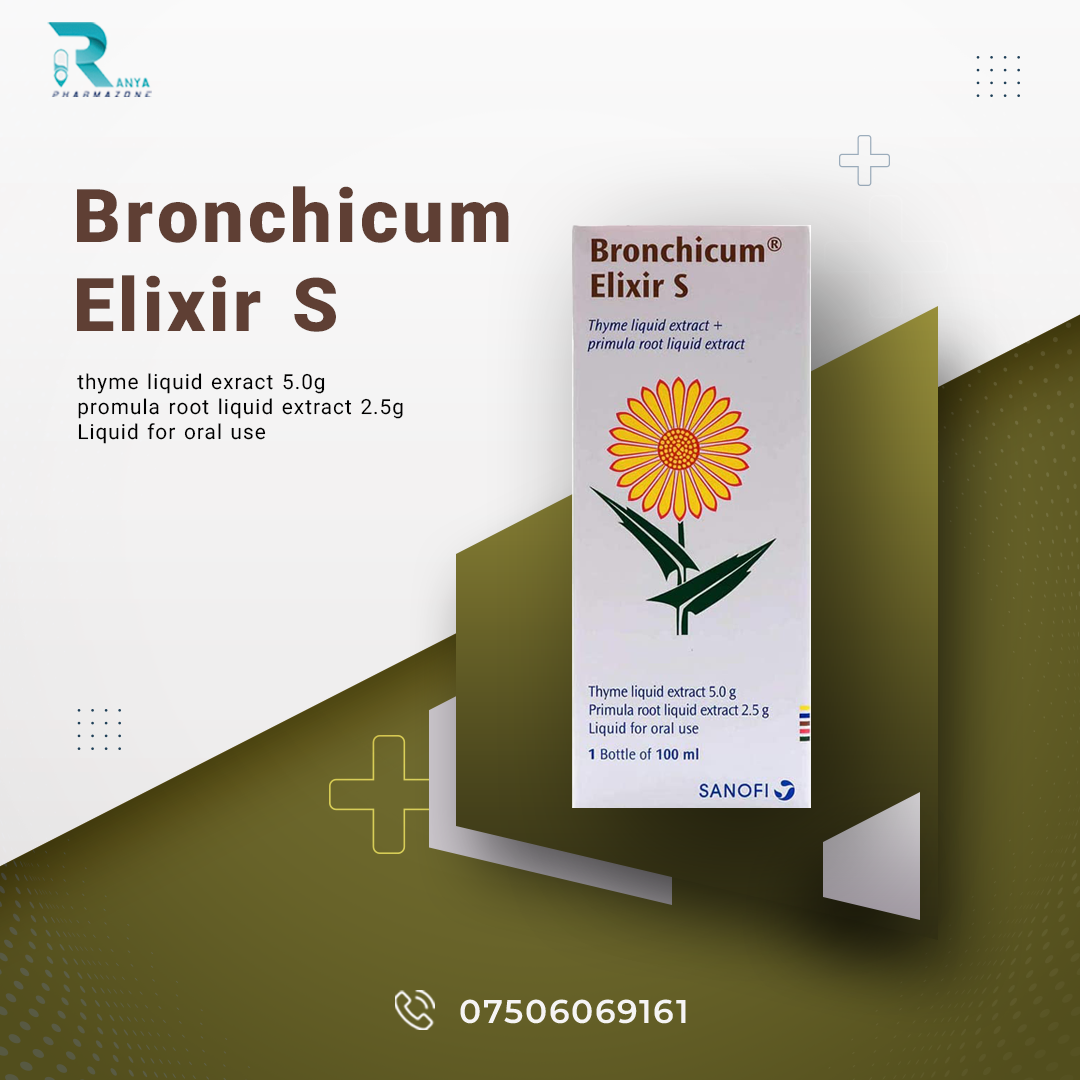 R
ANYA
PHARMAZONE
Bronchicum
Elixir S
thyme liquid exract 5.0g
promula root liquid extract 2.5g
Liquid for oral use
Bronchicum®
Elixir S
Thyme liquid extract +
primula root liquid extract
Thyme liquid extract 5.0 g
Primula root liquid extract 2.5 g
Liquid for oral use
1 Bottle of 100 ml
SANOFI
07506069161